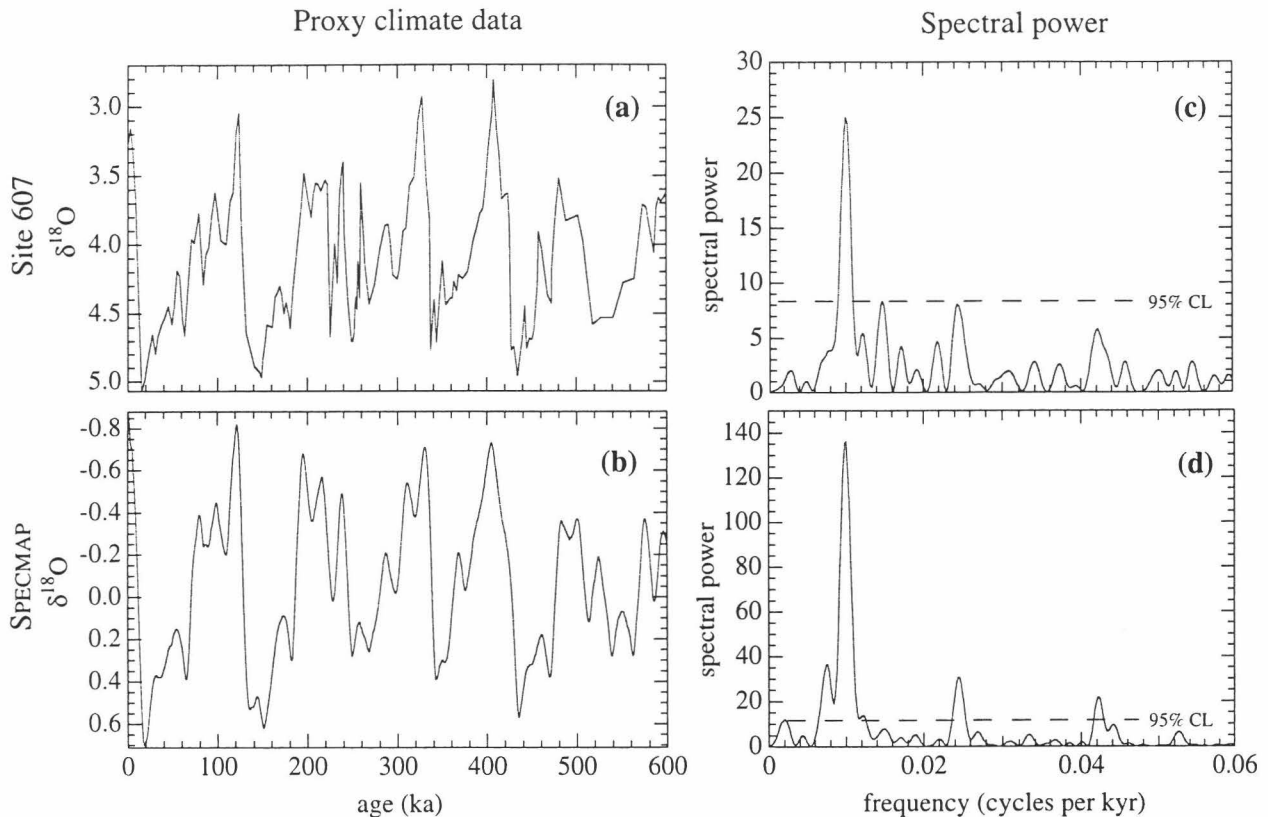 Proxy climate data
Spectral power
Site 607
δ18O
3.0
3.5
4.0
4.5
5.0
(a)
spectral power
30
25
20
15
10
5
0
(c)
95% CL
SPECMAP
δ18O
-0.8
-0.6
-0.4
-0.2
0.0
0.2
0.4
0.6
(b)
0
100
200
300
400
500
600
age (ka)
spectral power
140
120
100
80
60
40
20
0
(d)
95% CL
0
0.02
0.04
0.06
frequency (cycles per kyr)